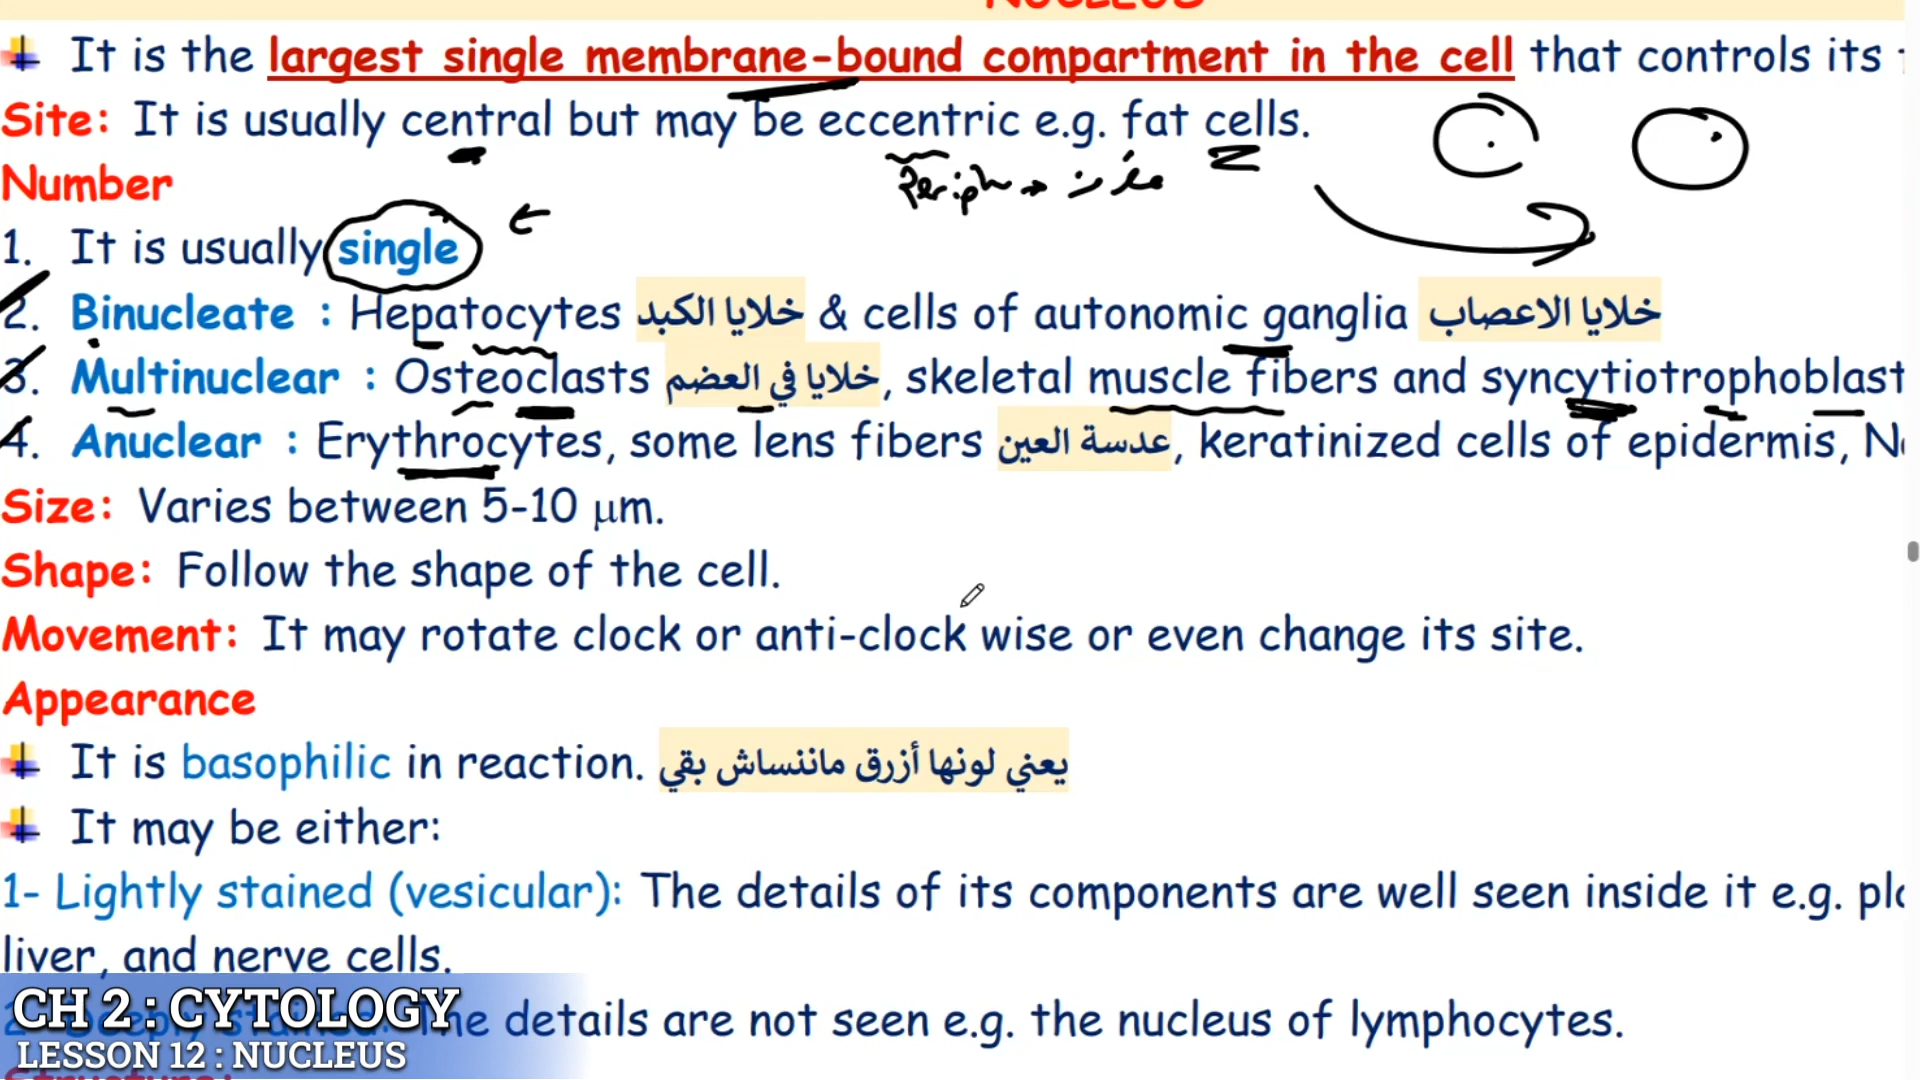 NUCLEUS
It is the largest single membrane-bound compartment in the cell that controls its
Site: It is usually central but may be eccentric e.g. fat cells.
Periph →
Number
1. It is usually single
2. Binucleate : Hepatocytes خلايا الكبد & cells of autonomic ganglia خلايا الاعصاب
3. Multinuclear : Osteoclasts خلايا في العضم, skeletal muscle fibers and syncytiotrophoblast
4. Anuclear : Erythrocytes, some lens fibers عدسة العين, keratinized cells of epidermis,
Size: Varies between 5-10 μm.
Shape: Follow the shape of the cell.
Movement: It may rotate clock or anti-clock wise or even change its site.
Appearance
It is basophilic in reaction. يعني لونها أزرق ماننساش بقي
It may be either:
1- Lightly stained (vesicular): The details of its components are well seen inside it e.g.
liver, and nerve cells.
The details are not seen e.g. the nucleus of lymphocytes.
CH 2 : CYTOLOGY
LESSON 12 : NUCLEUS